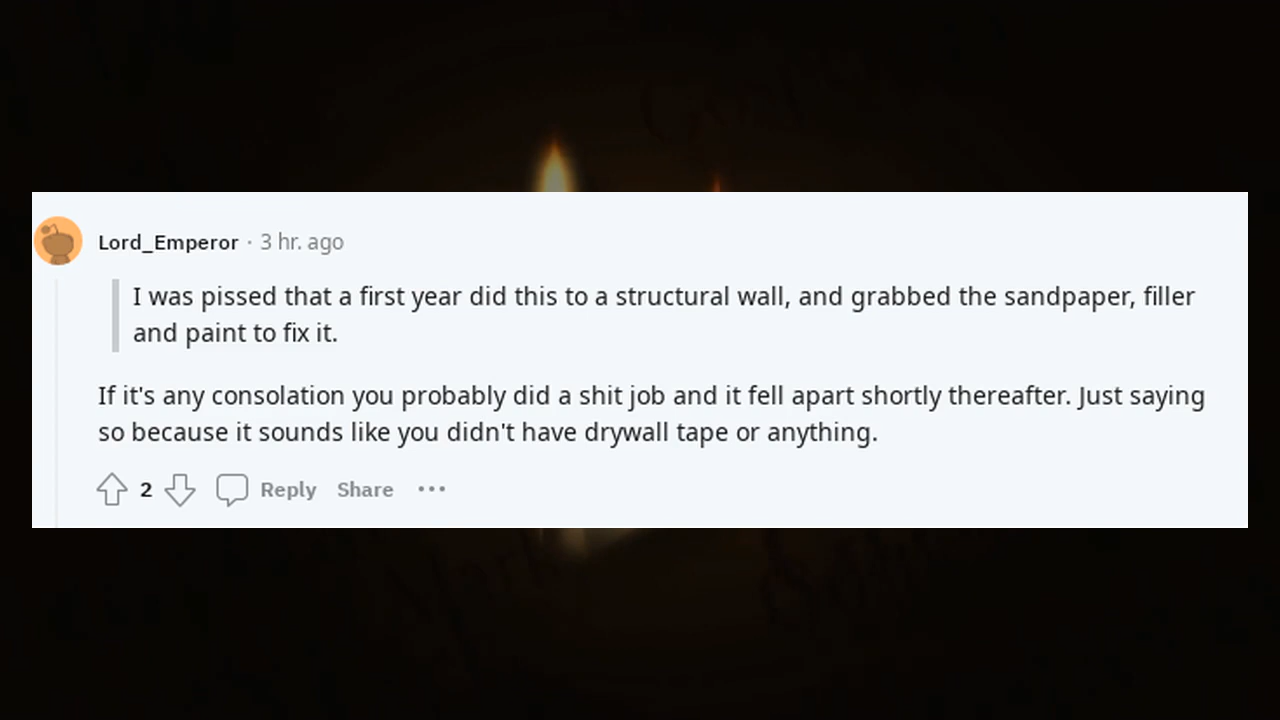 Lord_Emperor · 3 hr. ago
I was pissed that a first year did this to a structural wall, and grabbed the sandpaper, filler
and paint to fix it.
If it's any consolation you probably did a shit job and it fell apart shortly thereafter. Just saying
so because it sounds like you didn't have drywall tape or anything.
2 Reply Share ···